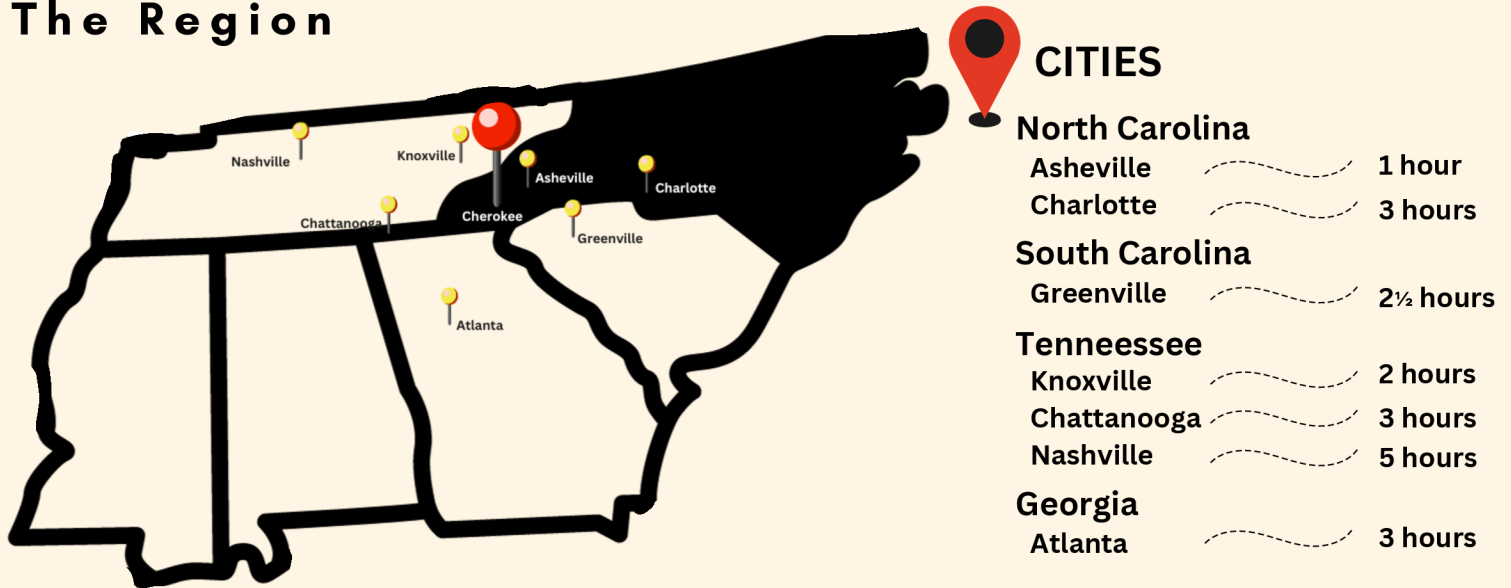 The Region
Nashville
Knoxville
Asheville
Charlotte
Chattanooga
Cherokee
Greenville
Atlanta
CITIES
North Carolina
Asheville 1 hour
Charlotte 3 hours
South Carolina
Greenville 2½ hours
Tenneessee
Knoxville 2 hours
Chattanooga 3 hours
Nashville 5 hours
Georgia
Atlanta 3 hours